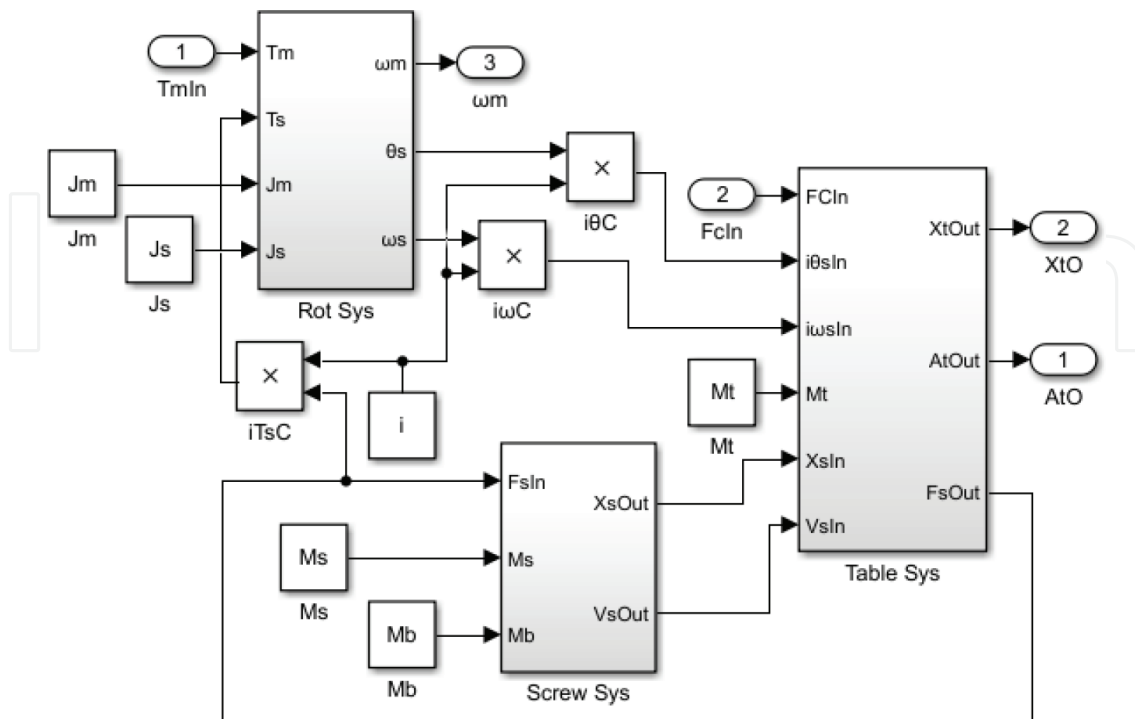 1
TmIn
Tm
Ts
Jm
Js
ωm
θs
ωs
Rot Sys
3
ωm
Jm
Jm
Js
Js
×
iθC
×
iωC
×
iTsC
i
2
FcIn
FCIn
iθsIn
iωsIn
Mt
XsIn
VsIn
XtOut
AtOut
FsOut
Table Sys
2
XtO
1
AtO
Mt
Mt
FsIn
Ms
Mb
XsOut
VsOut
Screw Sys
Ms
Ms
Mb
Mb